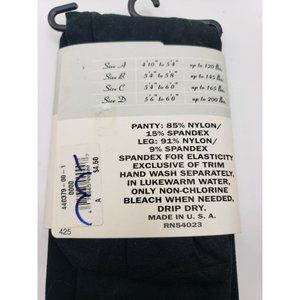 Size A 4'10" to 5'4" up to 120 lbs.
Size B 5'4" to 5'8" up to 145 lbs.
Size C 5'4" to 6'0" up to 165 lbs.
Size D 5'6" to 6'0" up to 200 lbs.
PANTY: 85% NYLON/
15% SPANDEX
LEG: 91% NYLON/
9% SPANDEX
SPANDEX FOR ELASTICITY
EXCLUSIVE OF TRIM
HAND WASH SEPARATELY,
IN LUKEWARM WATER,
ONLY NON-CHLORINE
BLEACH WHEN NEEDED,
DRIP DRY.
MADE IN U.S.A.
RN54023
440379-00-1
0000
$4.50
A
425